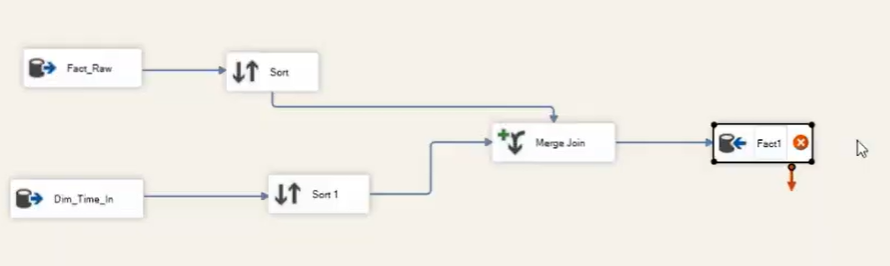 Fact_Raw
Sort
Merge Join
Fact1
Dim_Time_In
Sort 1